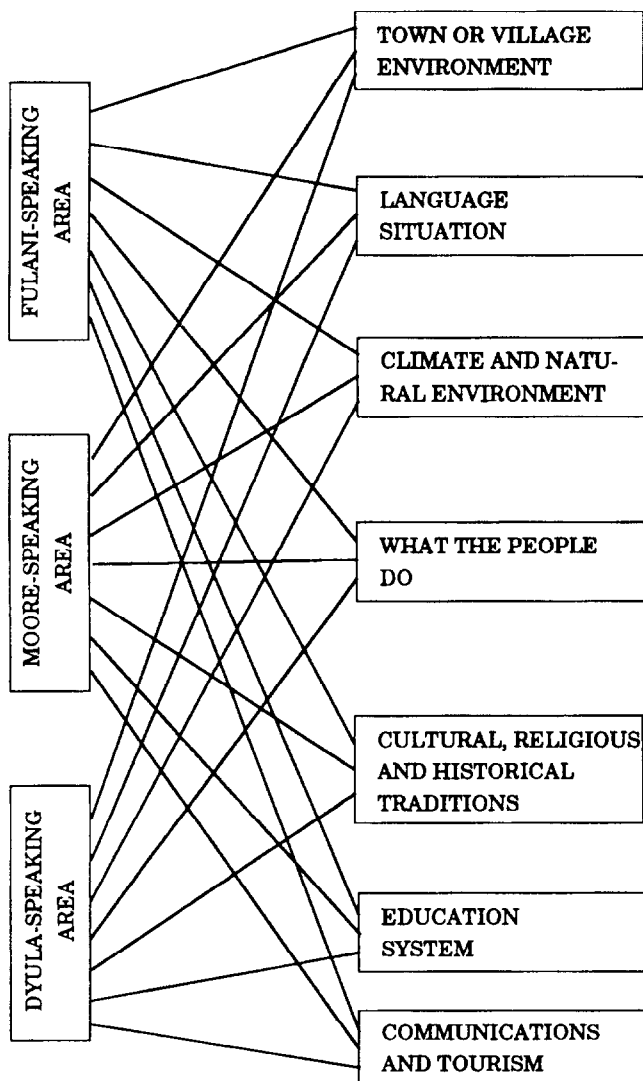 FULANI-SPEAKING
AREA
MOORE-SPEAKING
AREA
DYULA-SPEAKING
AREA
TOWN OR VILLAGE
ENVIRONMENT
LANGUAGE
SITUATION
CLIMATE AND NATU-
RAL ENVIRONMENT
WHAT THE PEOPLE
DO
CULTURAL, RELIGIOUS,
AND HISTORICAL
TRADITIONS
EDUCATION
SYSTEM
COMMUNICATIONS
AND TOURISM